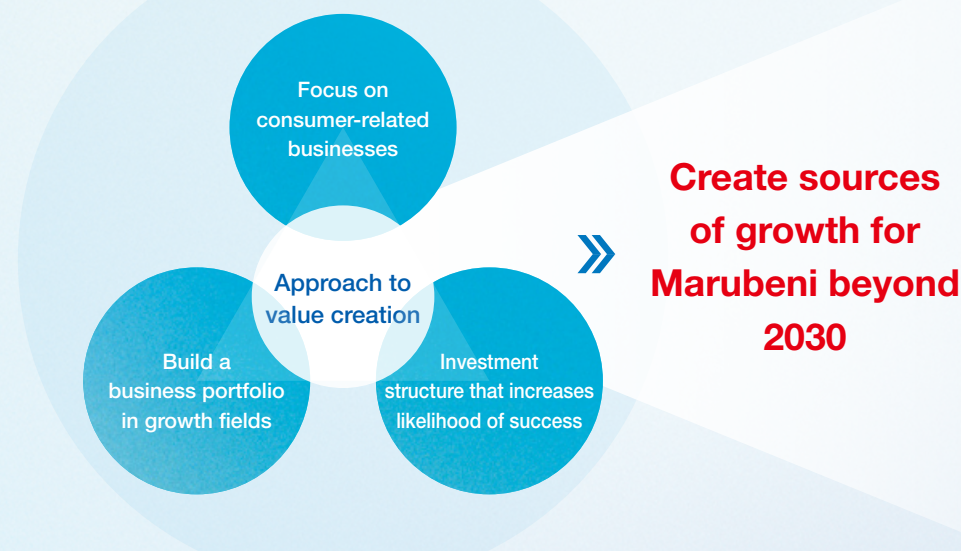 Focus on
consumer-related
businesses
Approach to
value creation
Build a
business portfolio
in growth fields
Investment
structure that increases
likelihood of success
Create sources
of growth for
Marubeni beyond
2030